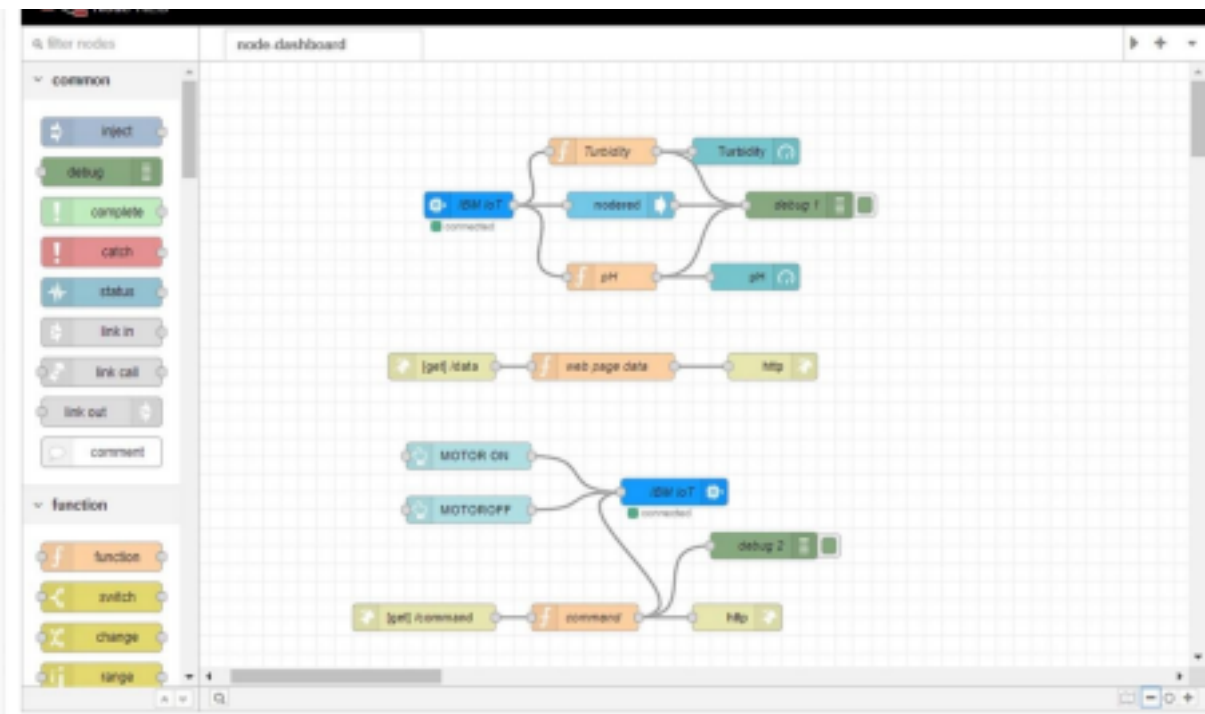 filter nodes
node.dashboard
common
inject
debug
complete
catch
status
link in
link call
link out
comment
function
function
switch
change
range
Turbidity
Turbidity
IBM IoT
connected
nodered
debug 1
pH
pH
[get] /data
web page data
http
MOTOR ON
MOTOROFF
IBM IoT
connected
debug 2
[get] /command
command
http